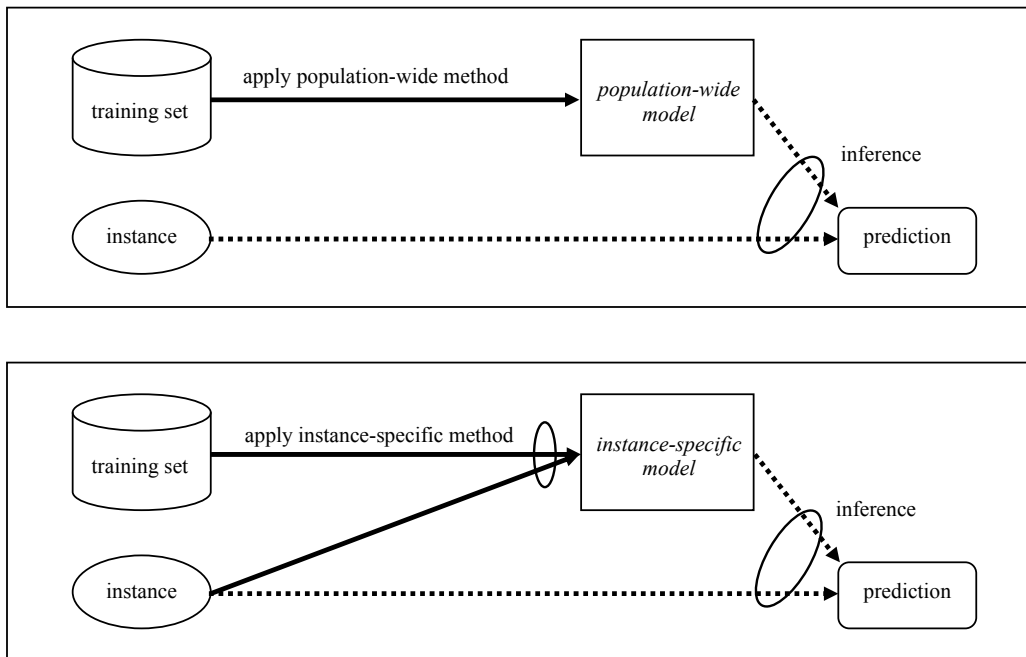 apply population-wide method
training set
population-wide
model
inference
instance
prediction
apply instance-specific method
training set
instance-specific
model
inference
instance
prediction